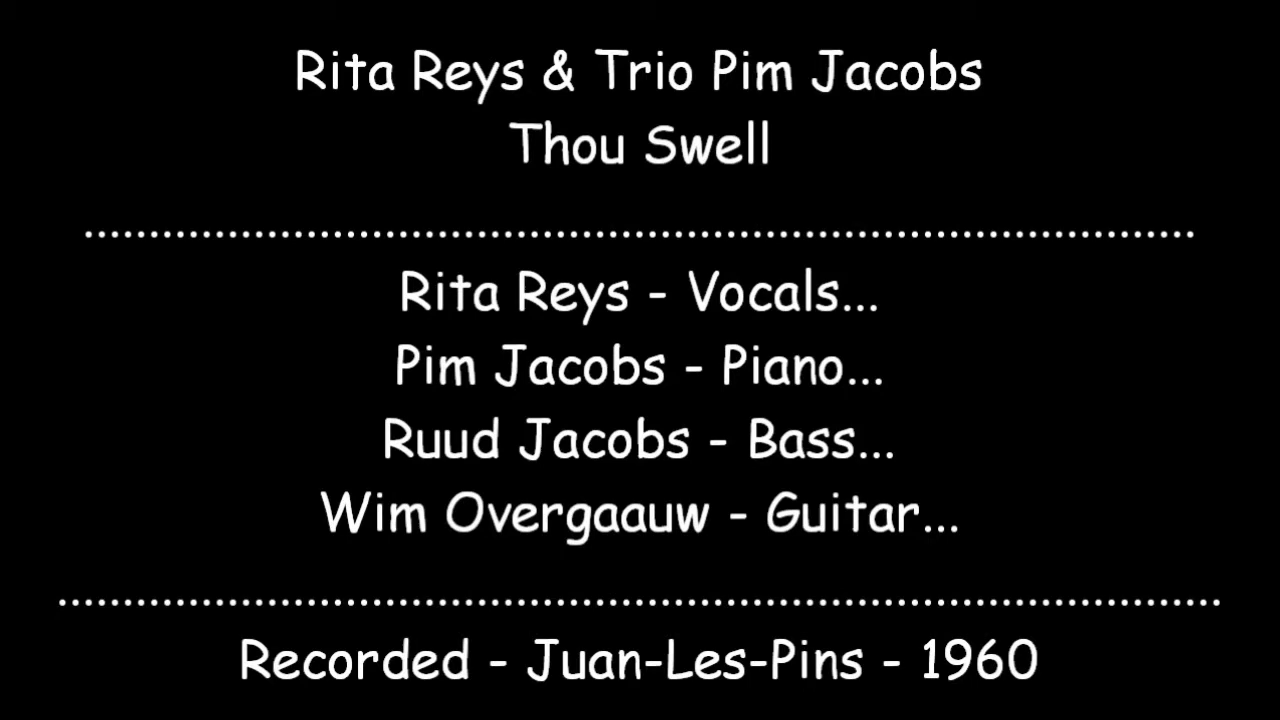 Rita Reys & Trio Pim Jacobs
Thou Swell
.....................................................................................
Rita Reys - Vocals...
Pim Jacobs - Piano...
Ruud Jacobs - Bass...
Wim Overgaauw - Guitar...
.........................................................................................
Recorded - Juan-Les-Pins - 1960